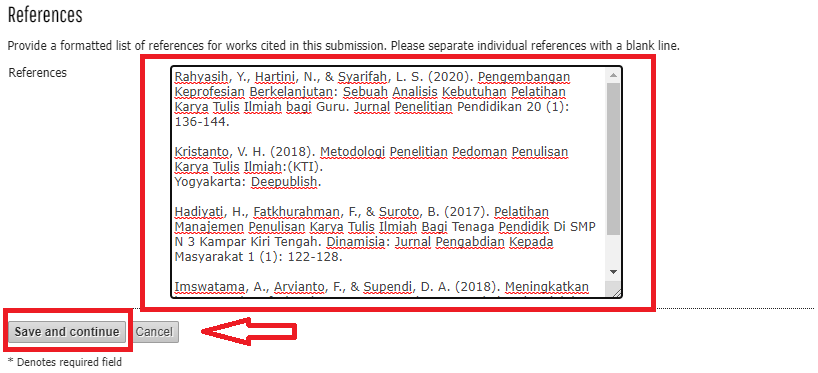 References
Provide a formatted list of references for works cited in this submission. Please separate individual references with a blank line.
References
Rahyasih, Y., Hartini, N., & Syarifah, L. S. (2020). Pengembangan
Keprofesian Berkelanjutan: Sebuah Analisis Kebutuhan Pelatihan
Karya Tulis Ilmiah bagi Guru. Jurnal Penelitian Pendidikan 20 (1):
136-144.
Kristanto, V. H. (2018). Metodologi Penelitian Pedoman Penulisan
Karya Tulis Ilmiah:(KTI).
Yogyakarta: Deepublish.
Hadiyati, H., Fatkhurahman, F., & Suroto, B. (2017). Pelatihan
Manajemen Penulisan Karya Tulis Ilmiah Bagi Tenaga Pendidik Di SMP
N 3 Kampar Kiri Tengah. Dinamisia: Jurnal Pengabdian Kepada
Masyarakat 1 (1): 122-128.
Imswatama, A., Arvianto, F., & Supendi, D. A. (2018). Meningkatkan
Save and continue
Cancel
* Denotes required field